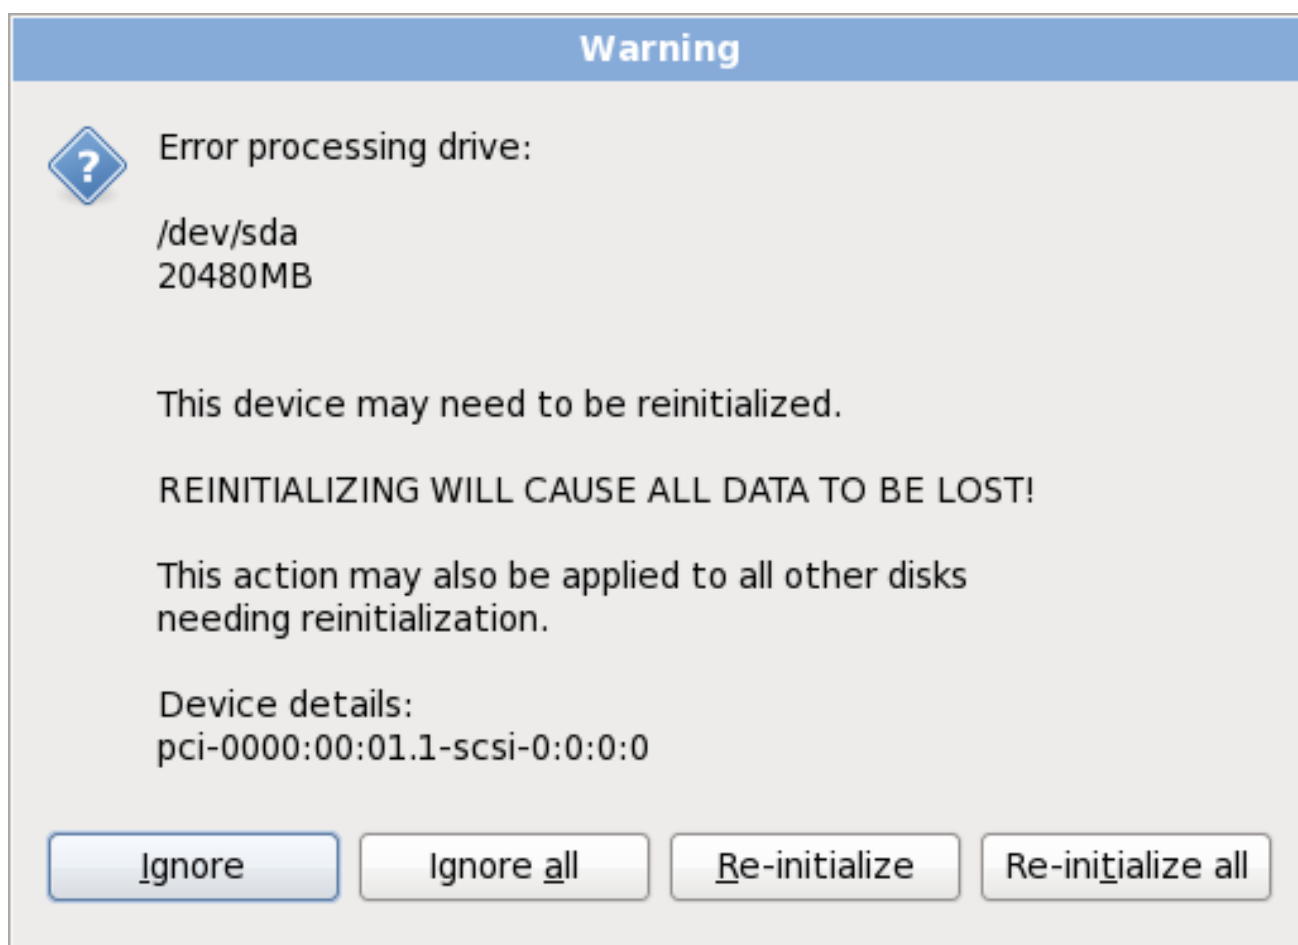 Warning
?
Error processing drive:
/dev/sda
20480MB
This device may need to be reinitialized.
REINITIALIZING WILL CAUSE ALL DATA TO BE LOST!
This action may also be applied to all other disks
needing reinitialization.
Device details:
pci-0000:00:01.1-scsi-0:0:0:0
Ignore Ignore all Re-initialize Re-initialize all